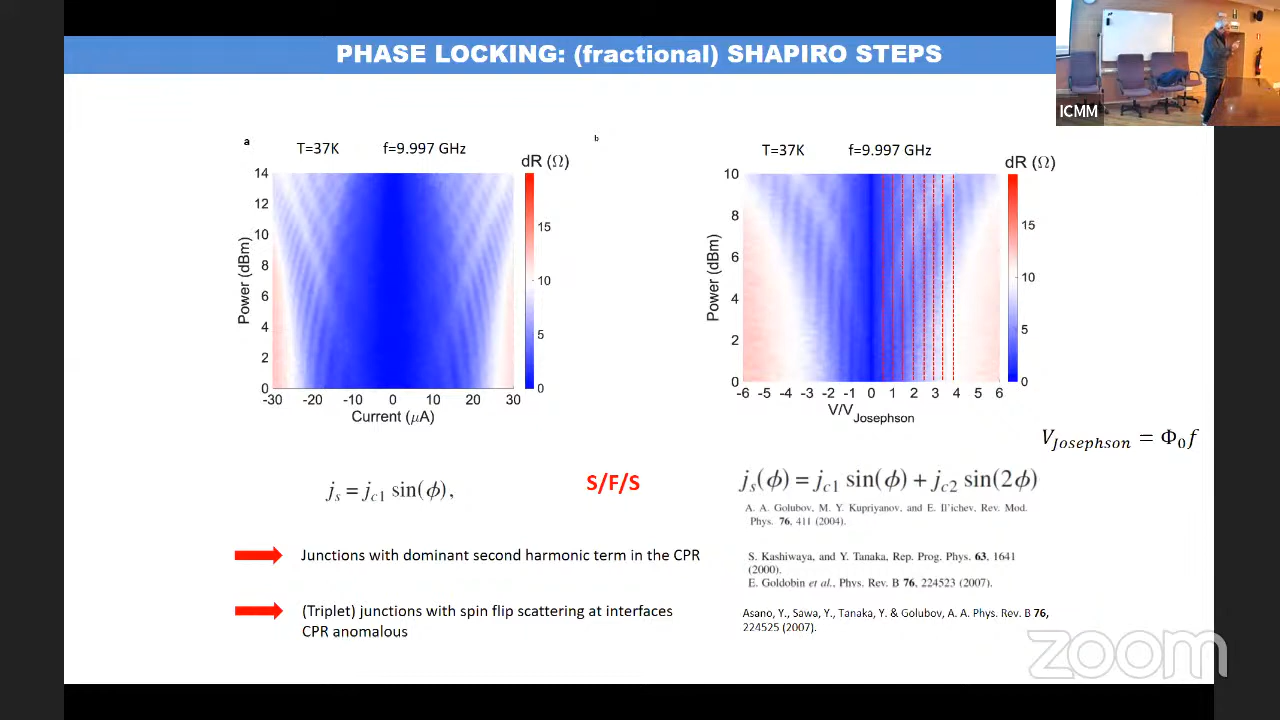 PHASE LOCKING: (fractional) SHAPIRO STEPS
ICMM
a
T=37K f=9.997 GHz
dR (Ω)
14
12
10
8
6
4
2
0
Power (dBm)
-30 -20 -10 0 10 20 30
Current (μA)
15
10
5
0
b
T=37K f=9.997 GHz
dR (Ω)
10
8
6
4
2
0
Power (dBm)
-6 -5 -4 -3 -2 -1 0 1 2 3 4 5 6
V/V_Josephson
15
10
5
0
V_Josephson = Φ₀f
j_s = j_c1 sin(ϕ),
S/F/S
j_s(ϕ) = j_c1 sin(ϕ) + j_c2 sin(2ϕ)
A. A. Golubov, M. Y. Kupriyanov, and E. Il'ichev, Rev. Mod.
Phys. 76, 411 (2004).
Junctions with dominant second harmonic term in the CPR
S. Kashiwaya, and Y. Tanaka, Rep. Prog. Phys. 63, 1641
(2000).
E. Goldobin et al., Phys. Rev. B 76, 224523 (2007).
(Triplet) junctions with spin flip scattering at interfaces
CPR anomalous
Asano, Y., Sawa, Y., Tanaka, Y. & Golubov, A. A. Phys. Rev. B 76,
224525 (2007).
zoom